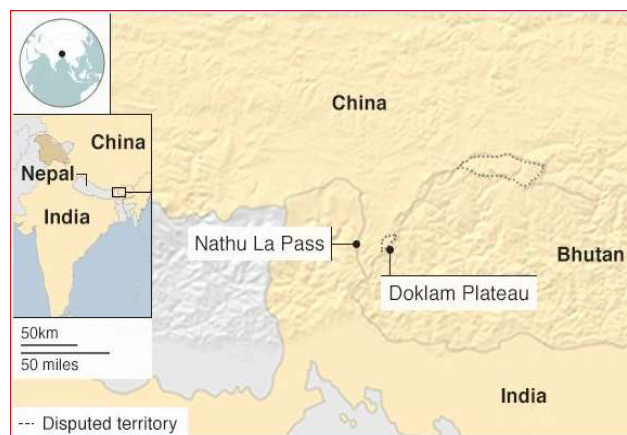 China
China
Nepal
India
Nathu La Pass
Bhutan
Doklam Plateau
50km
50 miles
India
---- Disputed territory